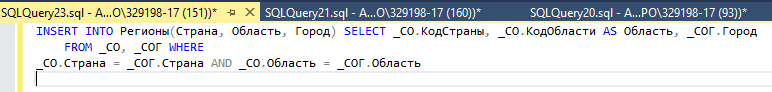 SQLQuery23.sql - A...O\329198-17 (151))* SQLQuery21.sql - A...O\329198-17 (160))* SQLQuery20.sql - A...PO\329198-17 (93))*
INSERT INTO Регионы(Страна, Область, Город) SELECT _СО.КодСтраны, _СО.КодОбласти AS Область, _СОГ.Город
FROM _СО, _СОГ WHERE
_СО.Страна = _СОГ.Страна AND _СО.Область = _СОГ.Область